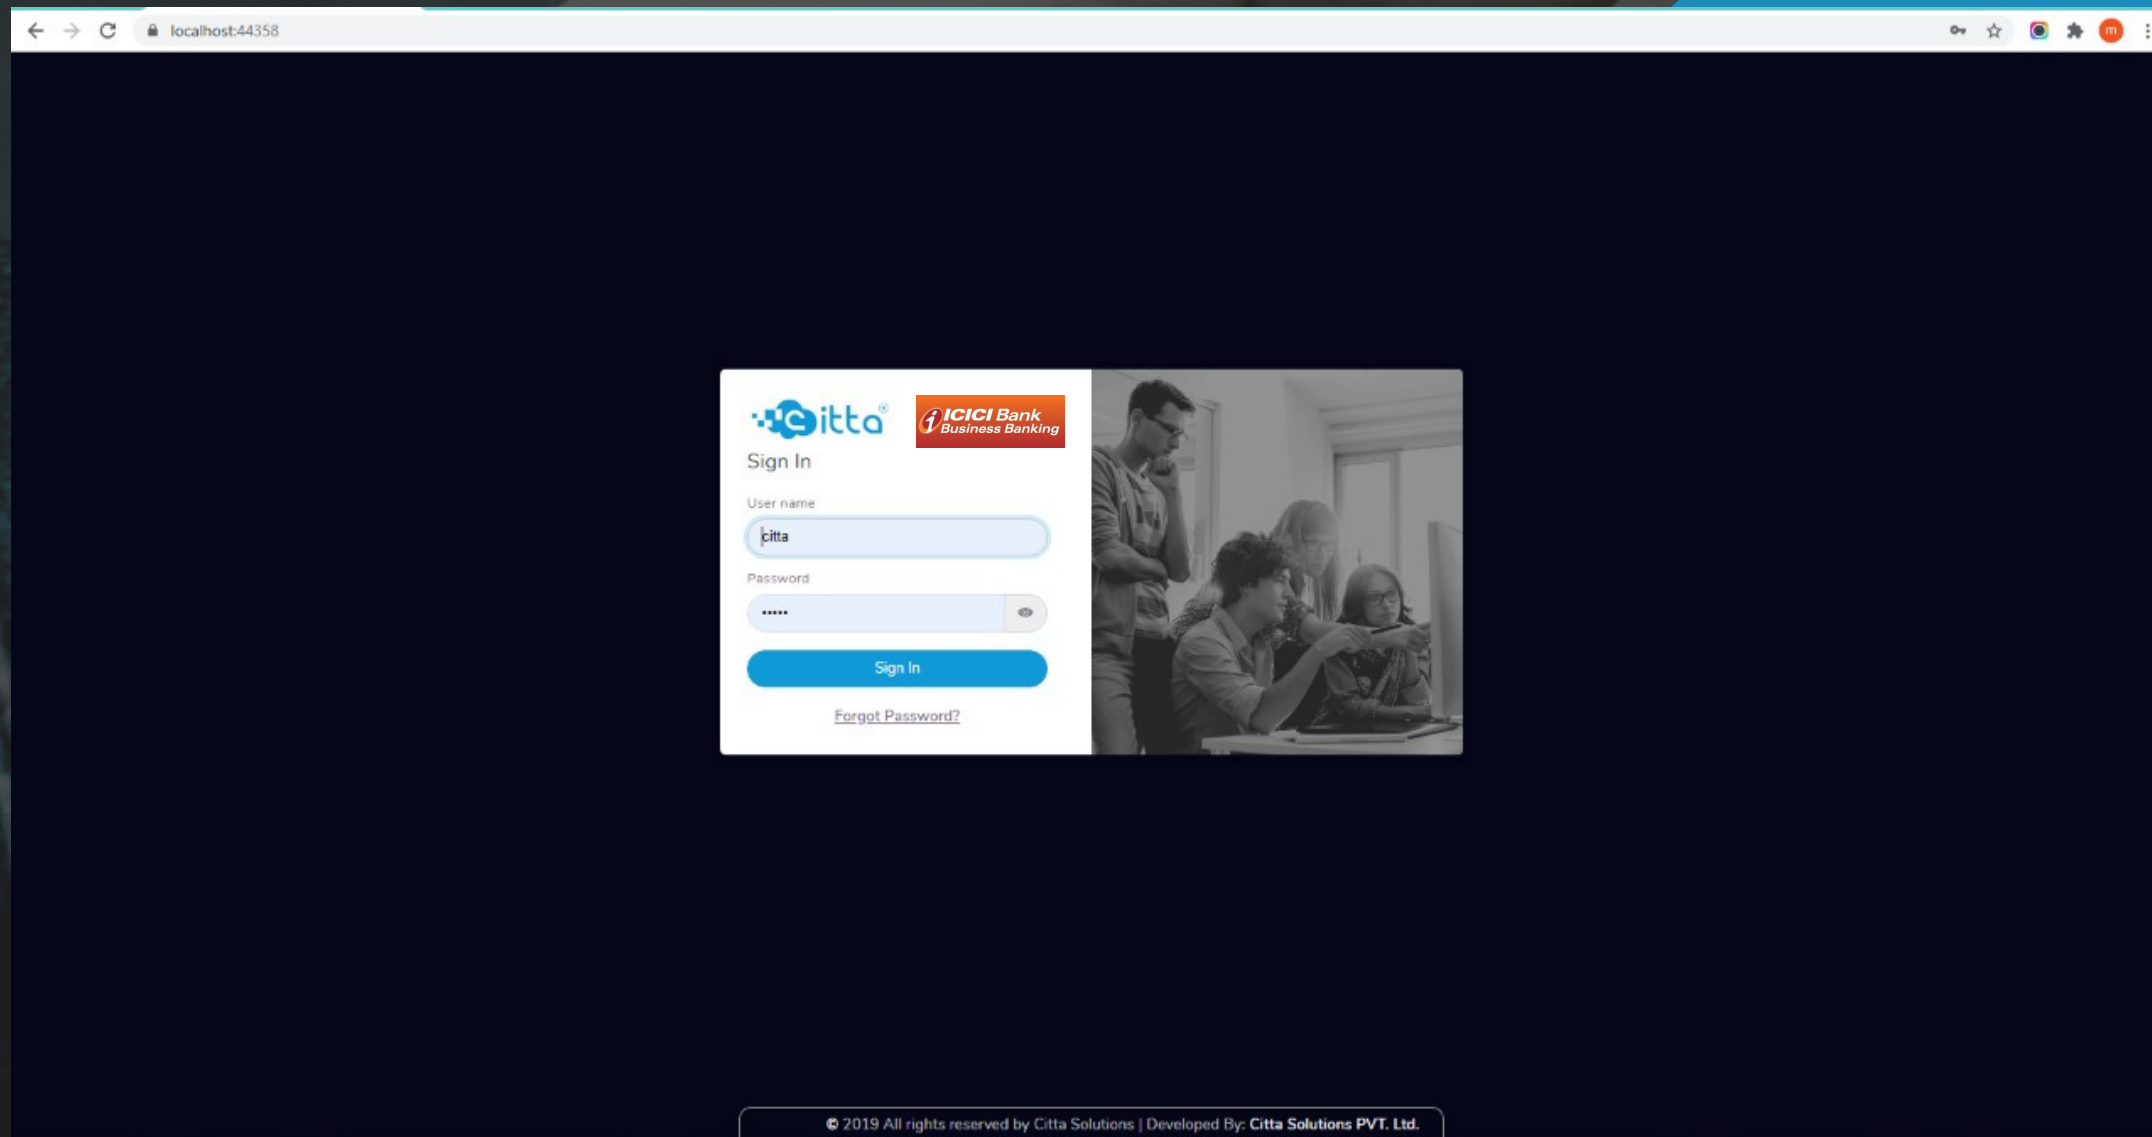 localhost:44358
m
citta®
ICICI Bank
Business Banking
Sign In
User name
citta
Password
•••••
Sign In
Forgot Password?
© 2019 All rights reserved by Citta Solutions | Developed By: Citta Solutions PVT. Ltd.